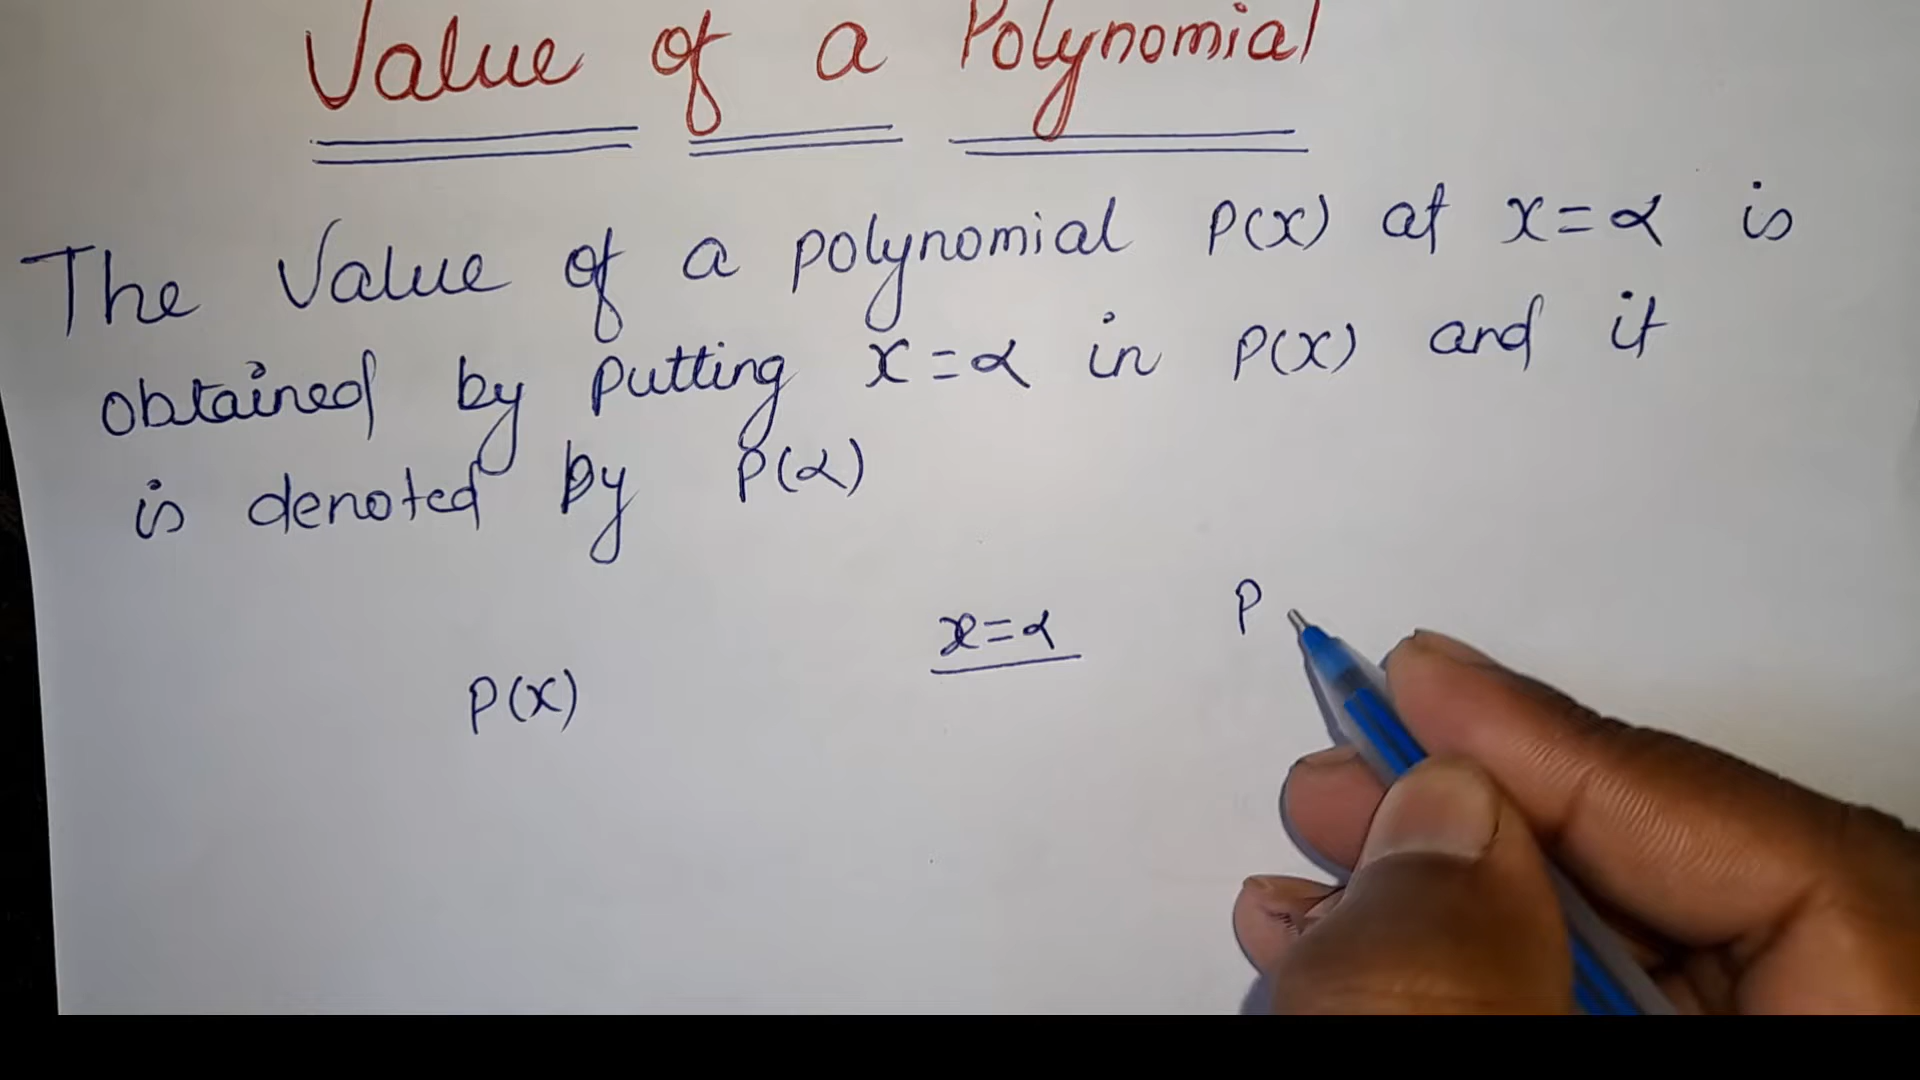 Value of a Polynomial
The Value of a polynomial P(x) at x=α is
obtained by putting x=α in P(x) and it
is denoted by P(α)
x=α P
P(x)